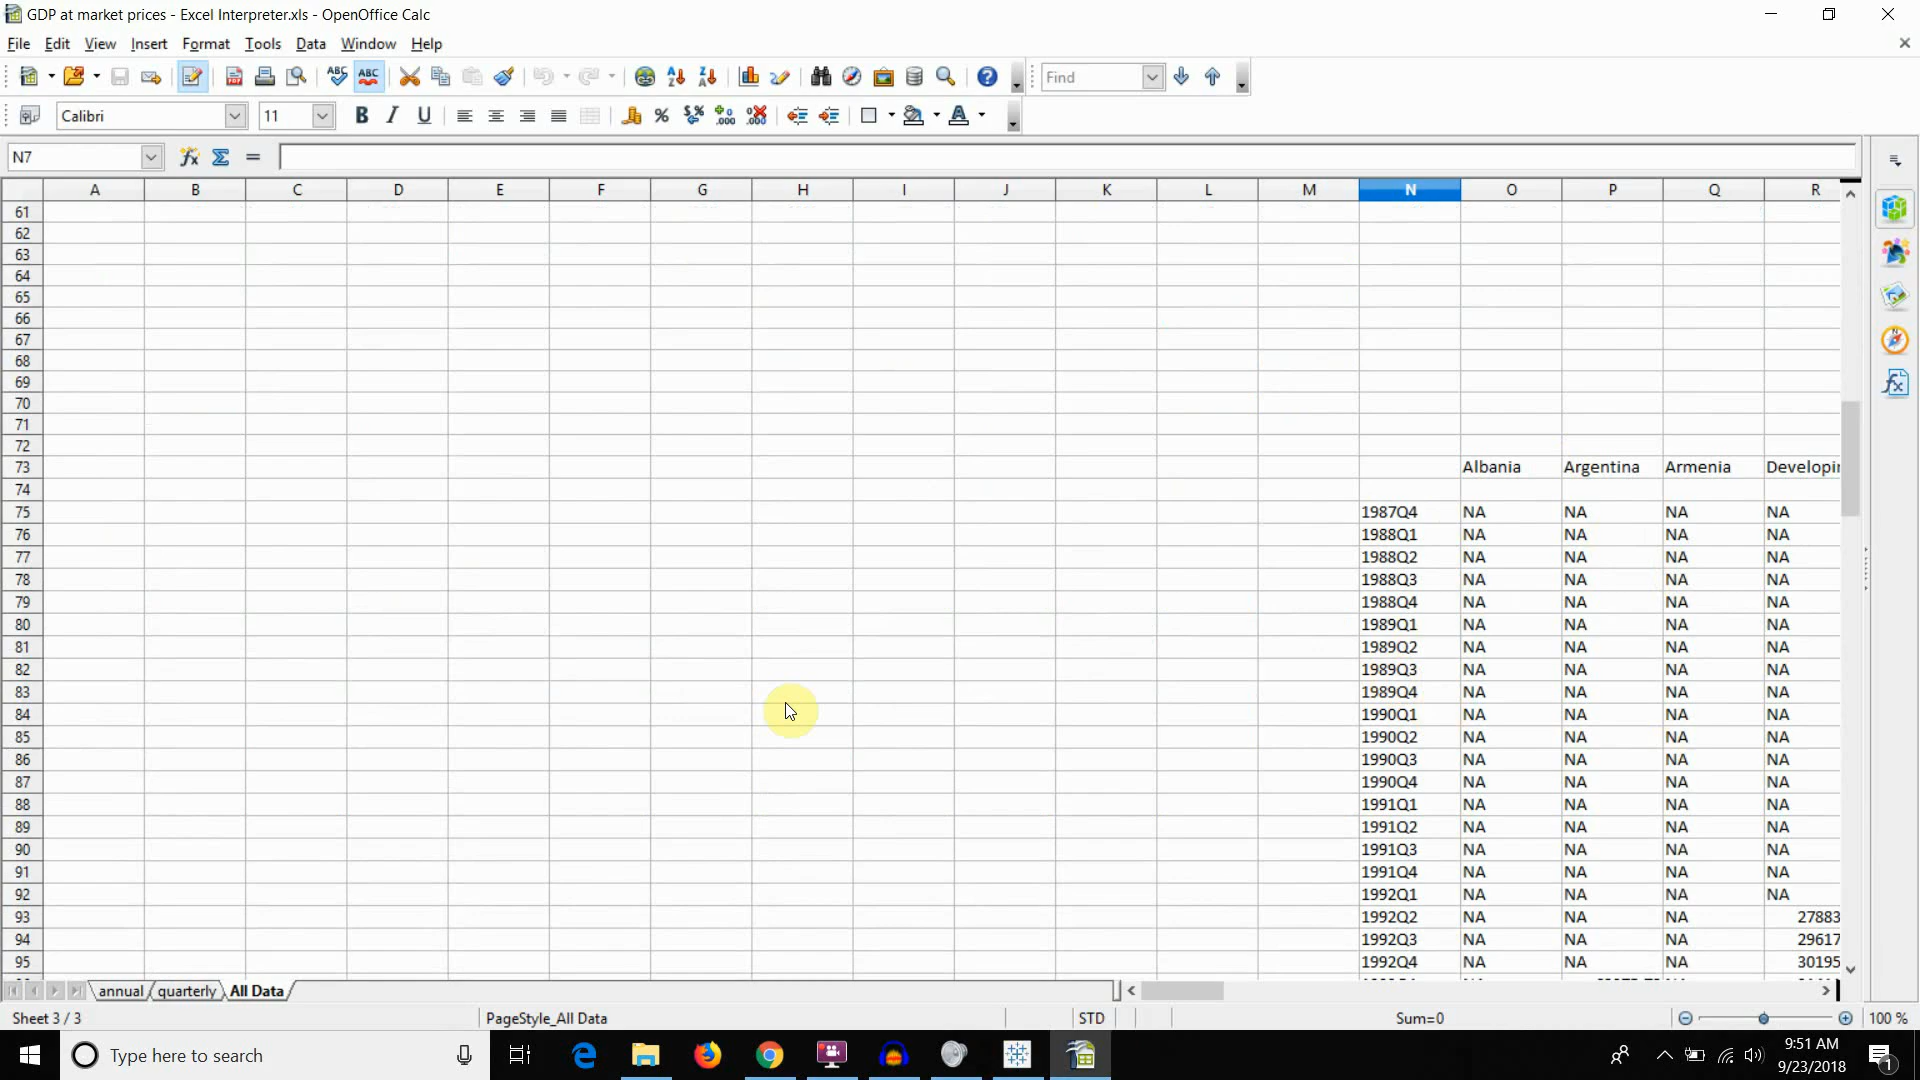 GDP at market prices - Excel Interpreter.xls - OpenOffice Calc
File Edit View Insert Format Tools Data Window Help
Find
Calibri 11
N7
A B C D E F G H I J K L M N O P Q R
61
62
63
64
65
66
67
68
69
70
71
72
73 Albania Argentina Armenia Developin
74
75 1987Q4 NA NA NA NA
76 1988Q1 NA NA NA NA
77 1988Q2 NA NA NA NA
78 1988Q3 NA NA NA NA
79 1988Q4 NA NA NA NA
80 1989Q1 NA NA NA NA
81 1989Q2 NA NA NA NA
82 1989Q3 NA NA NA NA
83 1989Q4 NA NA NA NA
84 1990Q1 NA NA NA NA
85 1990Q2 NA NA NA NA
86 1990Q3 NA NA NA NA
87 1990Q4 NA NA NA NA
88 1991Q1 NA NA NA NA
89 1991Q2 NA NA NA NA
90 1991Q3 NA NA NA NA
91 1991Q4 NA NA NA NA
92 1992Q1 NA NA NA NA
93 1992Q2 NA NA NA 27883
94 1992Q3 NA NA NA 29617
95 1992Q4 NA NA NA 30195
annual quarterly All Data
Sheet 3 / 3 PageStyle_All Data STD Sum=0 100 %
Type here to search
9:51 AM
9/23/2018
1